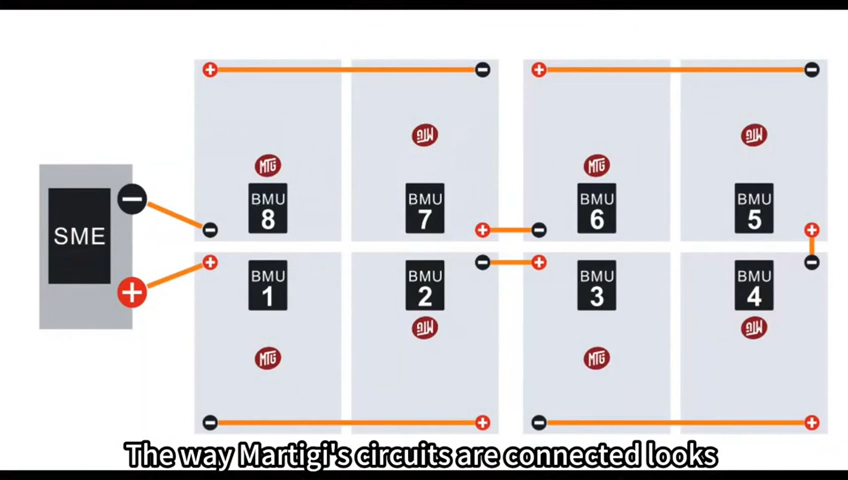 SME
BMU
8
BMU
7
BMU
6
BMU
5
BMU
1
BMU
2
BMU
3
BMU
4
MTG
MTG
MTG
MTG
MTG
MTG
MTG
MTG
The way Martigi's circuits are connected looks